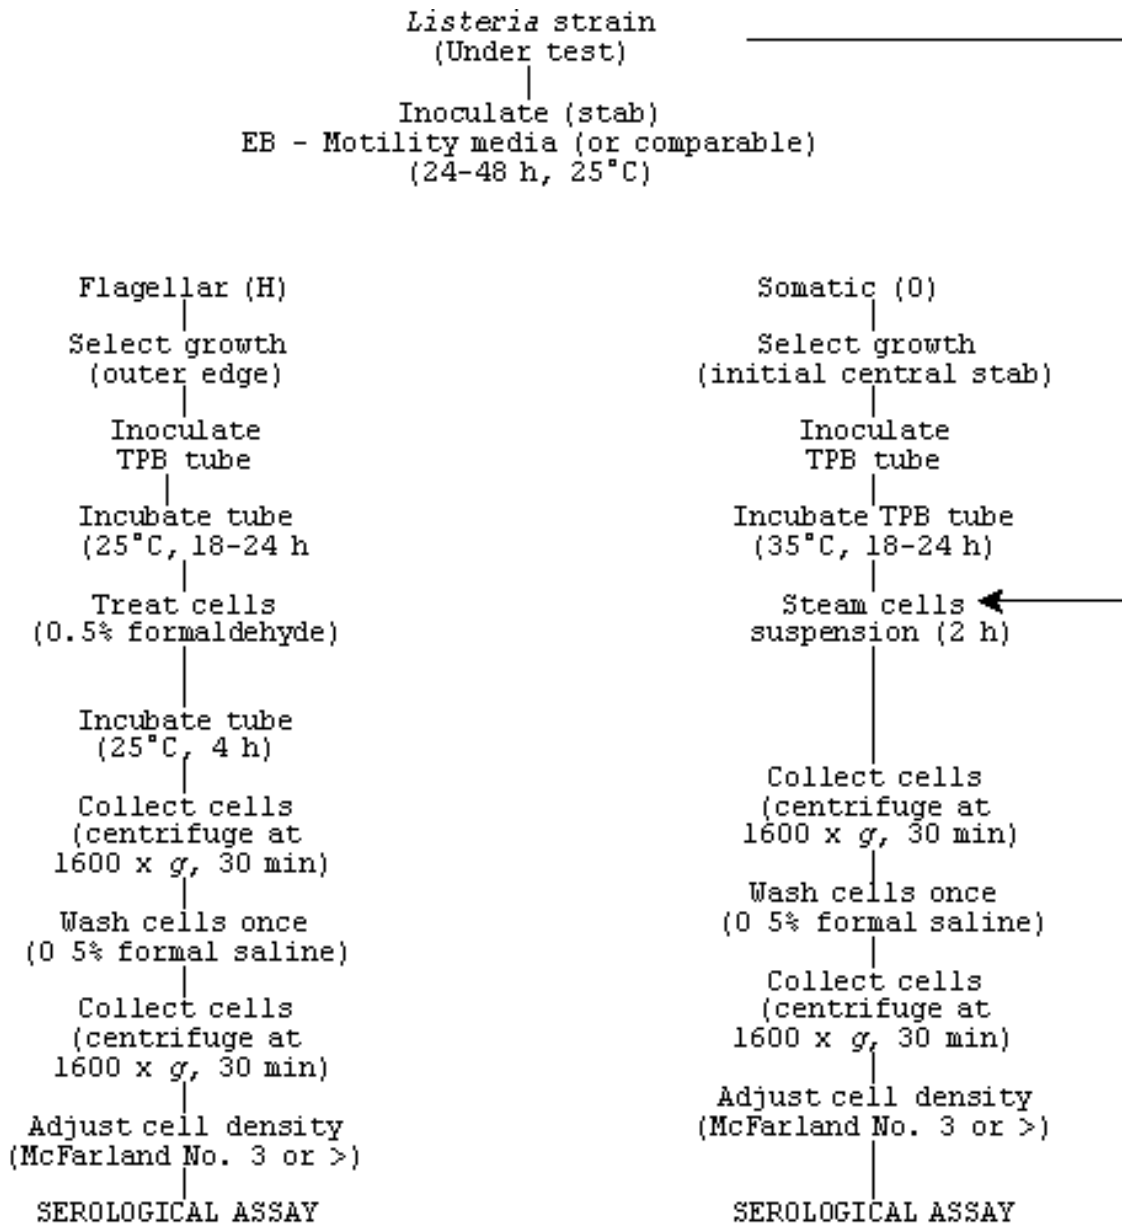 Listeria strain
(Under test)
Inoculate (stab)
EB - Motility media (or comparable)
(24-48 h, 25°C)
Flagellar (H)
Select growth
(outer edge)
Inoculate
TPB tube
Incubate tube
(25°C, 18-24 h
Treat cells
(0.5% formaldehyde)
Incubate tube
(25°C, 4 h)
Collect cells
(centrifuge at
1600 x g, 30 min)
Wash cells once
(0 5% formal saline)
Collect cells
(centrifuge at
1600 x g, 30 min)
Adjust cell density
(McFarland No. 3 or >)
SEROLOGICAL ASSAY
Somatic (O)
Select growth
(initial central stab)
Inoculate
TPB tube
Incubate TPB tube
(35°C, 18-24 h)
Steam cells
suspension (2 h)
Collect cells
(centrifuge at
1600 x g, 30 min)
Wash cells once
(0 5% formal saline)
Collect cells
(centrifuge at
1600 x g, 30 min)
Adjust cell density
(McFarland No. 3 or >)
SEROLOGICAL ASSAY